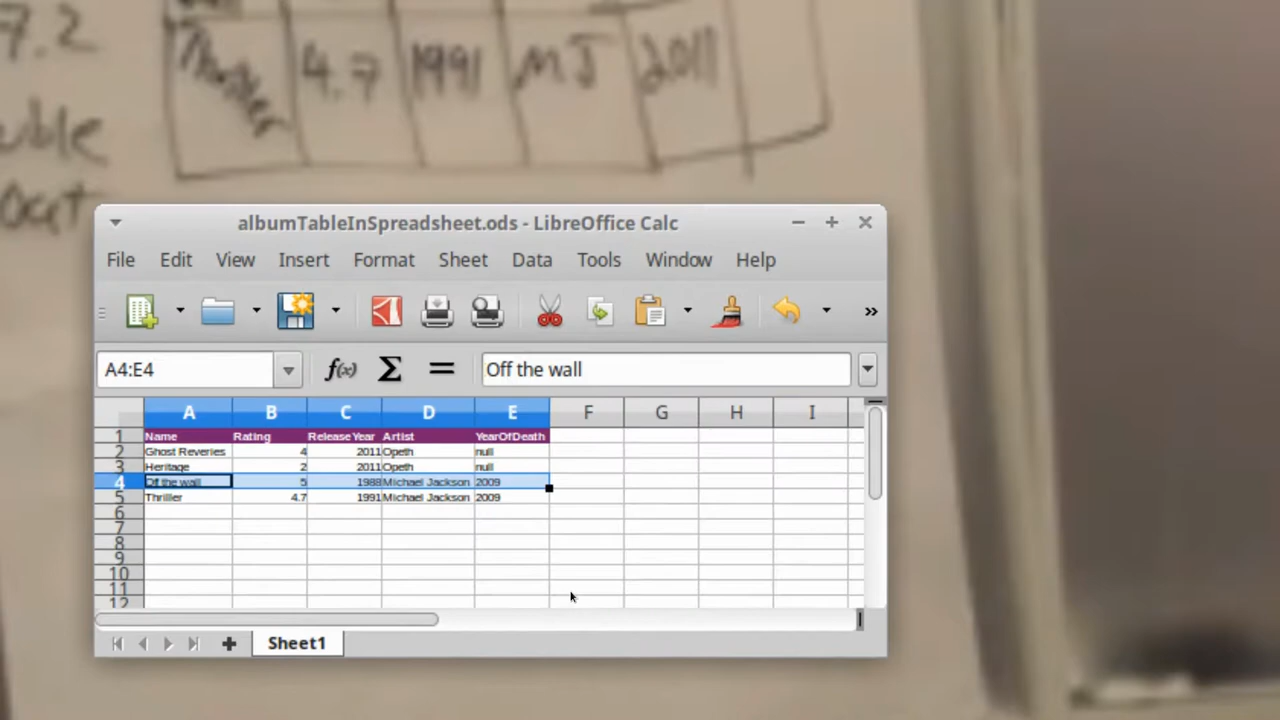 7.2
Thriller 4.7 1991 MJ 2011
albumTableInSpreadsheet.ods - LibreOffice Calc
File Edit View Insert Format Sheet Data Tools Window Help
A4:E4 f(x) Σ = Off the wall
A B C D E F G H I
1 Name Rating ReleaseYear Artist YearOfDeath
2 Ghost Reveries 4 2011 Opeth null
3 Heritage 2 2011 Opeth null
4 Off the wall 5 1988 Michael Jackson 2009
5 Thriller 4.7 1991 Michael Jackson 2009
6
7
8
9
10
11
12
Sheet1